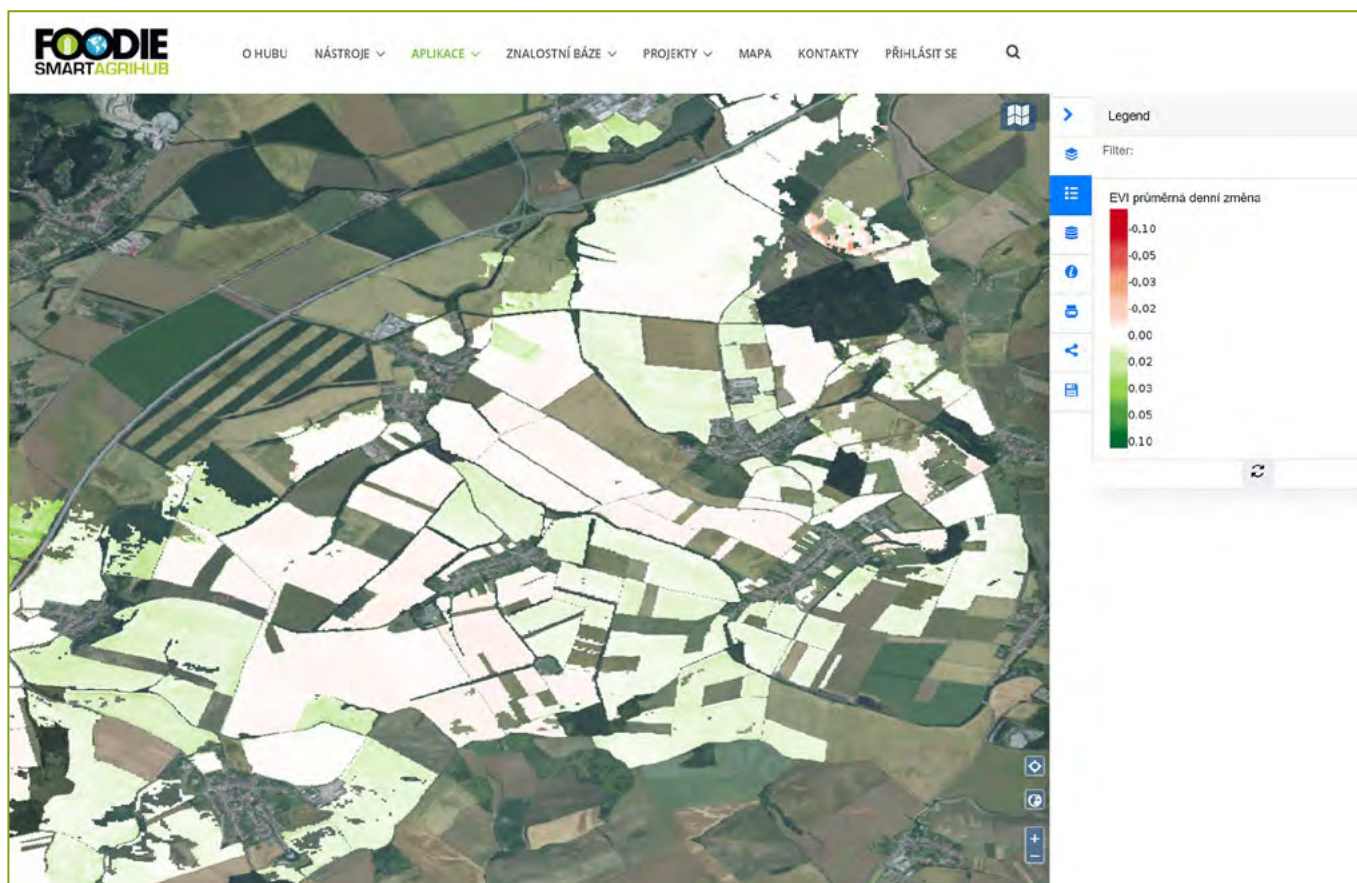 FOODIE
SMARTAGRIHUB
O HUBU NÁSTROJE APLIKACE ZNALOSTNÍ BÁZE PROJEKTY MAPA KONTAKTY PŘIHLÁSIT SE
Legend
Filter:
EVI průměrná denní změna
-0,10
-0,05
-0,03
-0,02
0,00
0,02
0,03
0,05
0,10
+
−